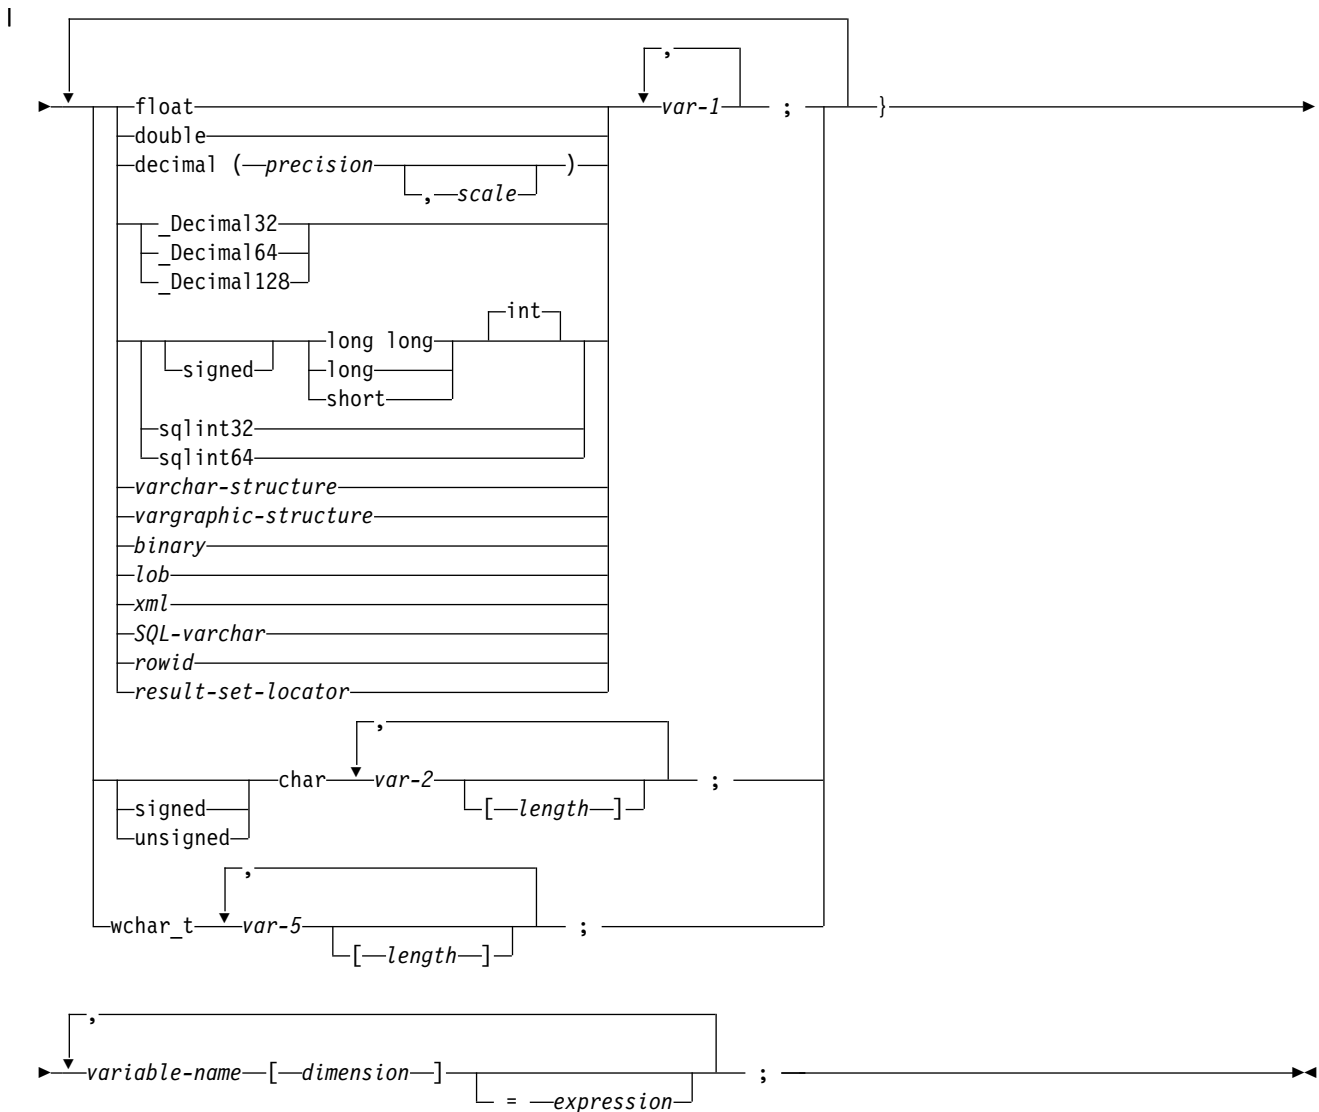 |
,
float var-1 ; }
double
decimal ( precision )
, scale
_Decimal32
_Decimal64
_Decimal128
int
long long
signed long
short
sqlint32
sqlint64
varchar-structure
vargraphic-structure
binary
lob
xml
SQL-varchar
rowid
result-set-locator
,
char var-2 ;
signed [ length ]
unsigned
,
wchar_t var-5 ;
[ length ]
,
variable-name [ dimension ] ;
= expression